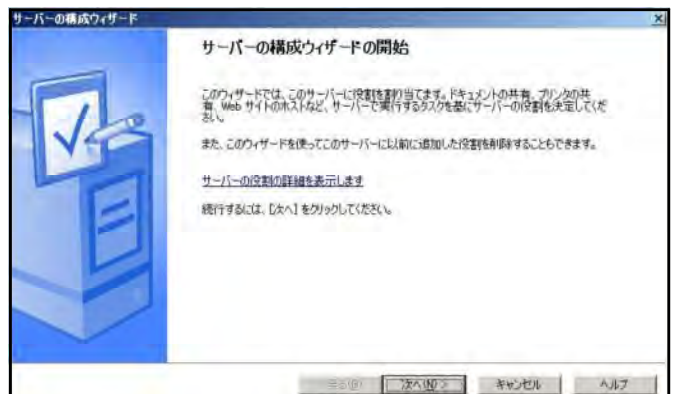 サーバーの構成ウィザード
サーバーの構成ウィザードの開始
このウィザードでは、このサーバーに役割を割り当てます。ドキュメントの共有、プリンタの共
有、Web サイトのホストなど、サーバーで実行するタスクを基にサーバーの役割を決定してくだ
さい。
また、このウィザードを使ってこのサーバーに以前に追加した役割を削除することもできます。
サーバーの役割の詳細を表示します
続行するには、[次へ] をクリックしてください。
戻る(B) 次へ(N) > キャンセル ヘルプ